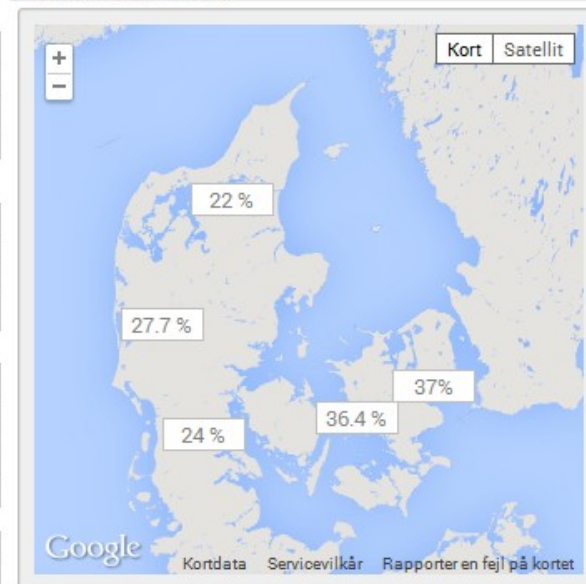 +
Kort Satellit
−
22 %
27.7 %
37%
36.4 %
24 %
Google
Kortdata Servicevilkår Rapporter en fejl på kortet